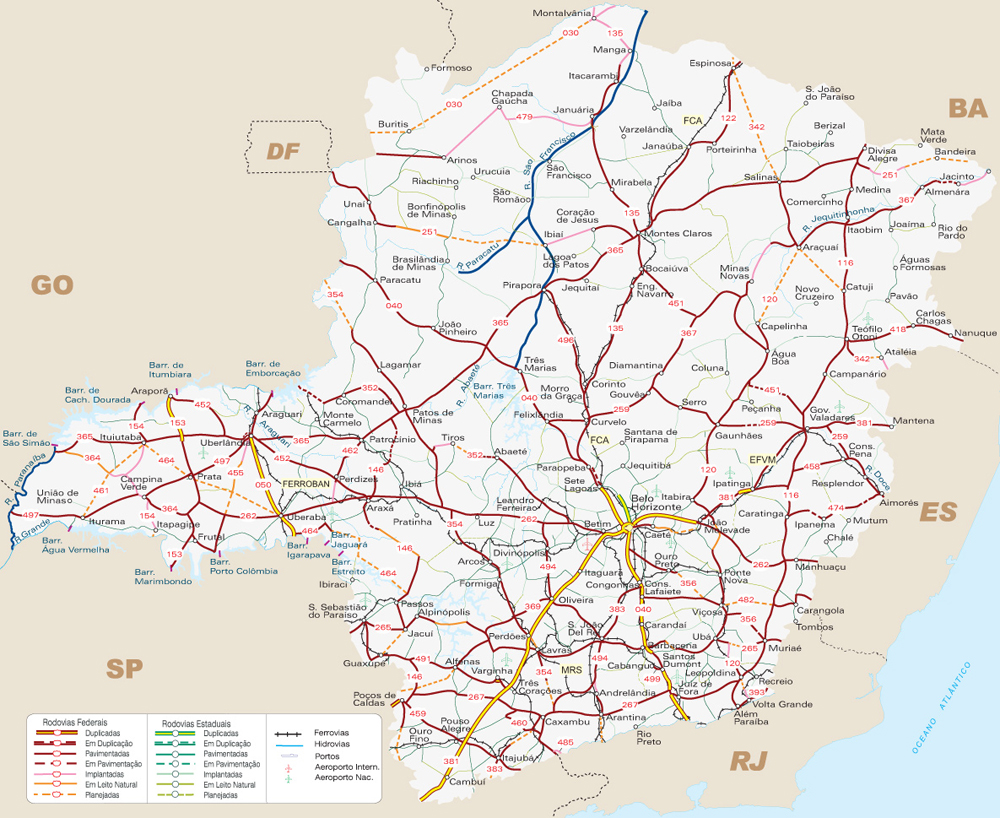 Montalvânia
030
135
Manga
Formoso
Itacarambi
Espinosa
Chapada
Gaúcha
030
479
Januária
Jaíba
FCA
122
S. João
do Paraíso
BA
Buritis
Varzelândia
342
Berizal
Mata
Verde
Janaúba
Porteirinha
Taiobeiras
Divisa
Alegre
Bandeira
DF
Arinos
R. São Francisco
São
Francisco
251
Jacinto
Riachinho
Urucuia
Mirabela
Salinas
Medina
Almenára
Unaí
São
Romãoo
Comercinho
367
Bonfinópolis
de Minas
Coração
de Jesus
135
R. Jequitinhonha
Cangalha
251
Ibiaí
Montes Claros
Itaobim
Joaíma
Rio do
Pardo
R. Paracatu
365
Araçuaí
Brasilândia
de Minas
Lagoa
dos Patos
Bocaiúva
Minas
Novas
116
Águas
Formosas
GO
Paracatu
Pirapora
Jequitaí
Eng.
Navarro
120
Novo
Cruzeiro
Catuji
Pavão
354
040
451
Carlos
Chagas
João
Pinheiro
365
135
367
Capelinha
Teófilo
Otoni
418
Nanuque
496
Água
Boa
342
Ataléia
Barr. de
Itumbiara
Barr. de
Emborcação
Lagamar
R. Abaeté
Três
Marias
Diamantina
Coluna
Campanário
Barr. de
Cach. Dourada
Araporã
352
Barr. Três
Marias
Morro
da Graça
Corinto
Gouvêa
451
452
R. Araguari
Araguari
Coromandel
040
Serro
Peçanha
Gov.
Valadares
Barr. de
São Simão
154
153
Monte
Carmelo
Patos de
Minas
Felixlândia
259
Curvelo
259
381
Mantena
365
Ituiutaba
Uberlândia
365
Patrocínio
Tiros
FCA
Santana de
Pirapama
Gaunhães
259
Cons.
Pena
R. Paranaíba
364
464
497
452
462
352
Abaeté
EFVM
458
R. Doce
461
Campina
Verde
Prata
455
146
Paraopeba
Jequitibá
120
Ipatinga
Resplendor
União de
Minas
050
FERROBAN
Perdizes
Ibiá
Sete
Lagoas
381
116
Aimorés
154
364
Araxá
Leandro
Ferreirao
Belo
Horizonte
Itabira
474
ES
497
Iturama
154
Itapagipe
262
Uberaba
Pratinha
354
Luz
262
Betim
João
Molevade
Caratinga
Ipanema
Mutum
R.Grande
Frutal
464
Caeté
Chalé
Barr.
Água Vermelha
153
Barr.
Igarapava
Barr.
Jaguará
146
Divinópolis
Ouro
Preto
Barr.
Marimbondo
Barr.
Porto Colômbia
Barr.
Estreito
464
Arcos
494
Itaguara
Ponte
Nova
262
Manhuaçu
Ibiraci
Formiga
Congonhas
Cons.
Lafaiete
356
S. Sebastião
do Paraíso
Passos
Alpinópolis
369
Oliveira
383
040
Viçosa
482
Carangola
265
Jacuí
S. João
Del Rei
Carandaí
356
Tombos
Perdões
Ubá
265
Muriaé
Guaxupé
491
Lavras
Barbacena
SP
Alfenas
MRS
494
Cabangu
Santos
Dumont
120
146
Varginha
354
Leopoldina
Recreio
Poços de
Caldas
267
Três
Corações
Andrelândia
499
Juiz de
Fora
393
Volta Grande
459
Pouso
Alegre
460
Caxambu
267
Arantina
Além
Paraíba
Ouro
Fino
485
Rio
Preto
381
Itajubá
383
RJ
Cambuí
OCEANO ATLÂNTICO
Rodovias Federais
Duplicadas
Em Duplicação
Pavimentadas
Em Pavimentação
Implantadas
Em Leito Natural
Planejadas
Rodovias Estaduais
Duplicadas
Em Duplicação
Pavimentadas
Em Pavimentação
Implantadas
Em Leito Natural
Planejadas
Ferrovias
Hidrovias
Portos
Aeroporto Intern.
Aeroporto Nac.